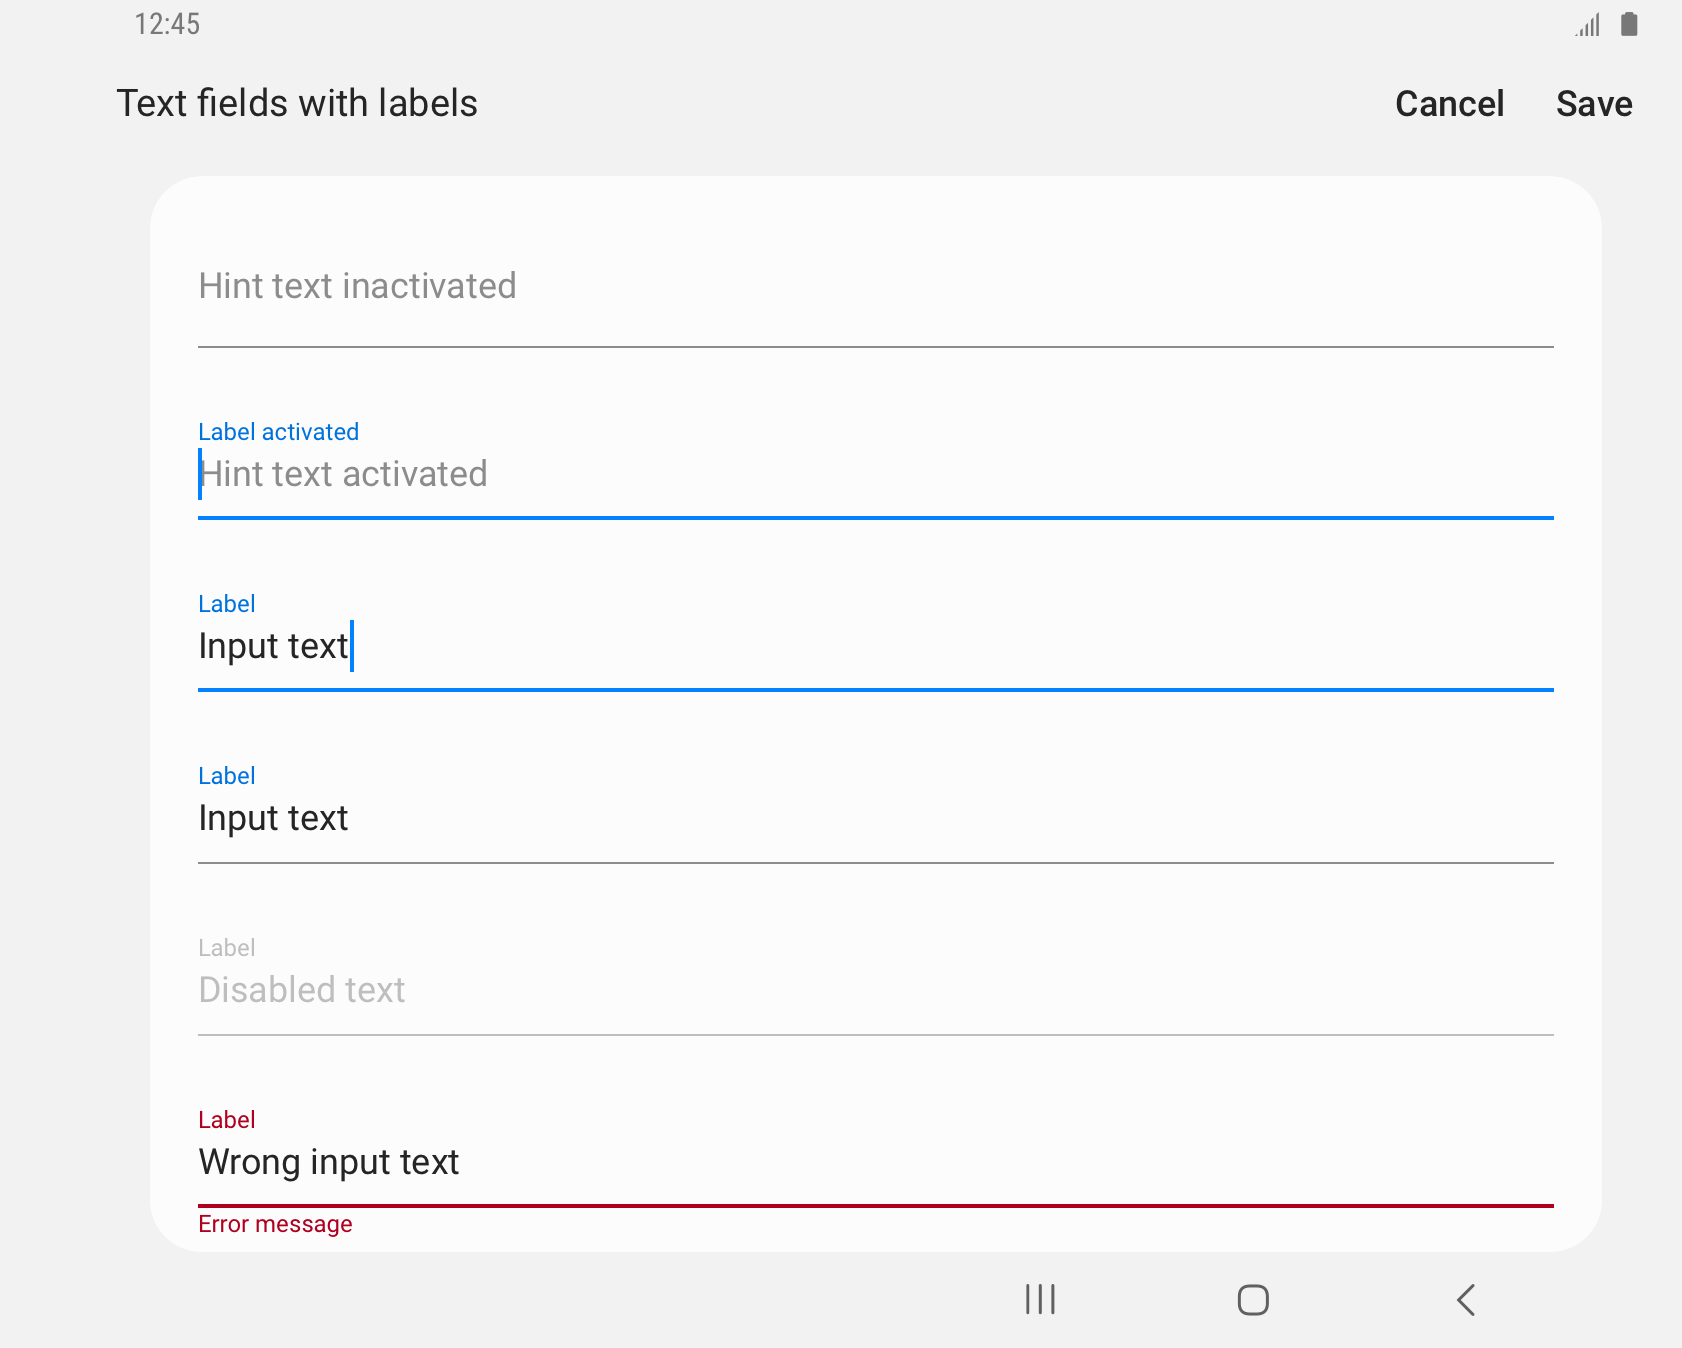 12:45
Text fields with labels
Cancel
Save
Hint text inactivated
Label activated
Hint text activated
Label
Input text
Label
Input text
Label
Disabled text
Label
Wrong input text
Error message